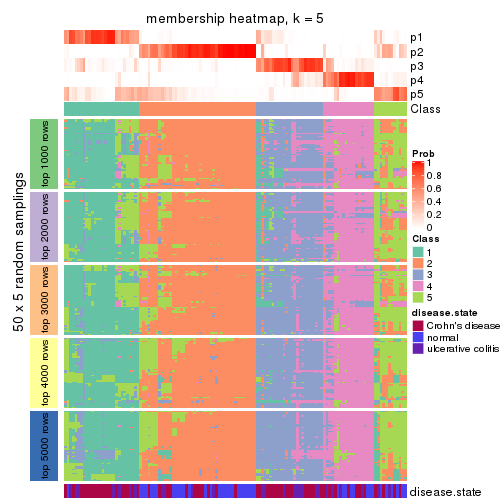 membership heatmap, k = 5
p1
p2
p3
p4
p5
Class
50 x 5 random samplings
top 1000 rows
top 2000 rows
top 3000 rows
top 4000 rows
top 5000 rows
Prob
1
0.8
0.6
0.4
0.2
0
Class
1
2
3
4
5
disease.state
Crohn's disease
normal
ulcerative colitis
disease.state